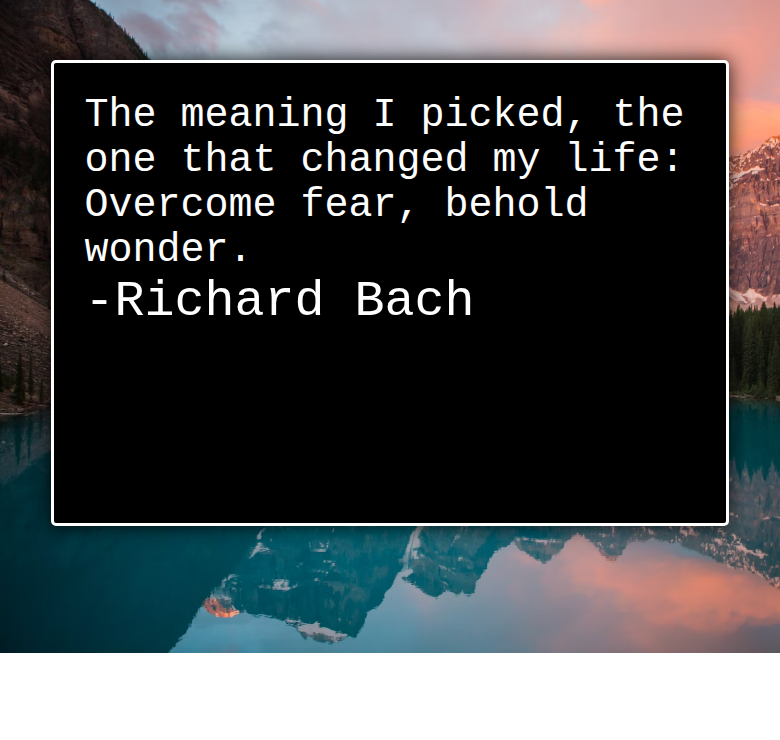 The meaning I picked, the
one that changed my life:
Overcome fear, behold
wonder.
-Richard Bach